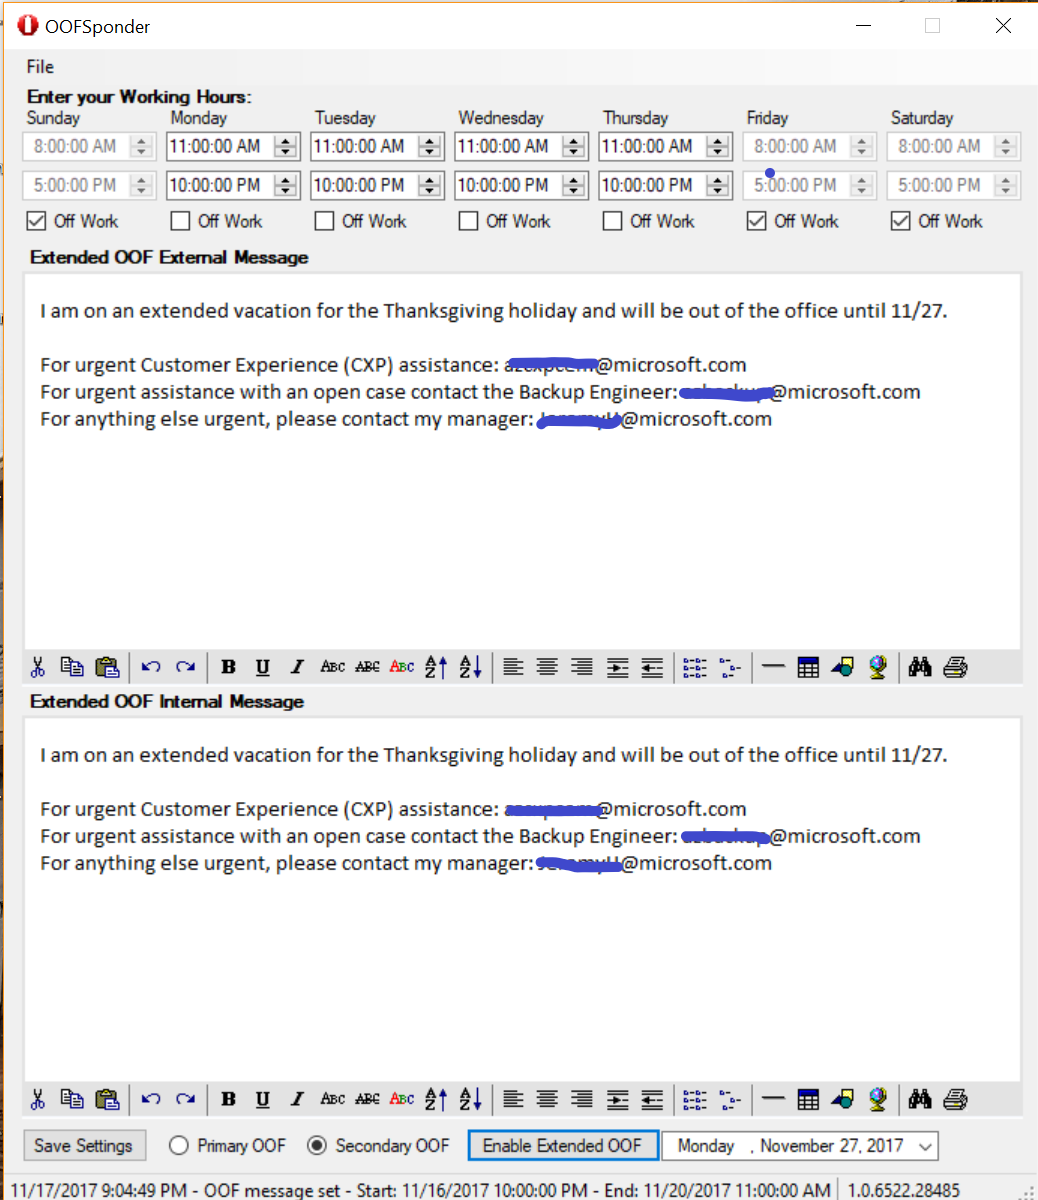 OOFSponder
File
Enter your Working Hours:
Sunday Monday Tuesday Wednesday Thursday Friday Saturday
8:00:00 AM 11:00:00 AM 11:00:00 AM 11:00:00 AM 11:00:00 AM 8:00:00 AM 8:00:00 AM
5:00:00 PM 10:00:00 PM 10:00:00 PM 10:00:00 PM 10:00:00 PM 5:00:00 PM 5:00:00 PM
Off Work Off Work Off Work Off Work Off Work Off Work Off Work
Extended OOF External Message
I am on an extended vacation for the Thanksgiving holiday and will be out of the office until 11/27.
For urgent Customer Experience (CXP) assistance: @microsoft.com
For urgent assistance with an open case contact the Backup Engineer: @microsoft.com
For anything else urgent, please contact my manager: @microsoft.com
B U I ABC ABC ABC AZ AZ
Extended OOF Internal Message
I am on an extended vacation for the Thanksgiving holiday and will be out of the office until 11/27.
For urgent Customer Experience (CXP) assistance: @microsoft.com
For urgent assistance with an open case contact the Backup Engineer: @microsoft.com
For anything else urgent, please contact my manager: @microsoft.com
B U I ABC ABC ABC AZ AZ
Save Settings Primary OOF Secondary OOF Enable Extended OOF Monday , November 27, 2017
11/17/2017 9:04:49 PM - OOF message set - Start: 11/16/2017 10:00:00 PM - End: 11/20/2017 11:00:00 AM 1.0.6522.28485